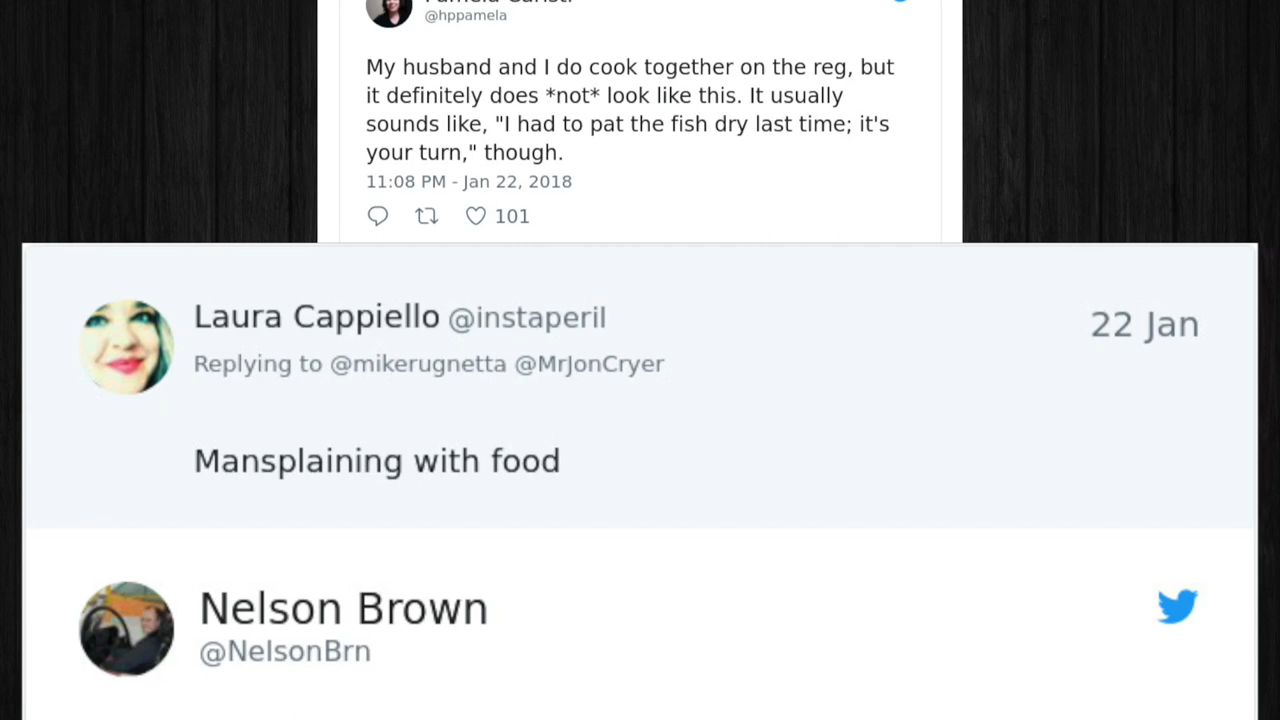 @hppamela
My husband and I do cook together on the reg, but
it definitely does *not* look like this. It usually
sounds like, "I had to pat the fish dry last time; it's
your turn," though.
11:08 PM - Jan 22, 2018
101
Laura Cappiello @instaperil
22 Jan
Replying to @mikerugnetta @MrJonCryer
Mansplaining with food
Nelson Brown
@NelsonBrn